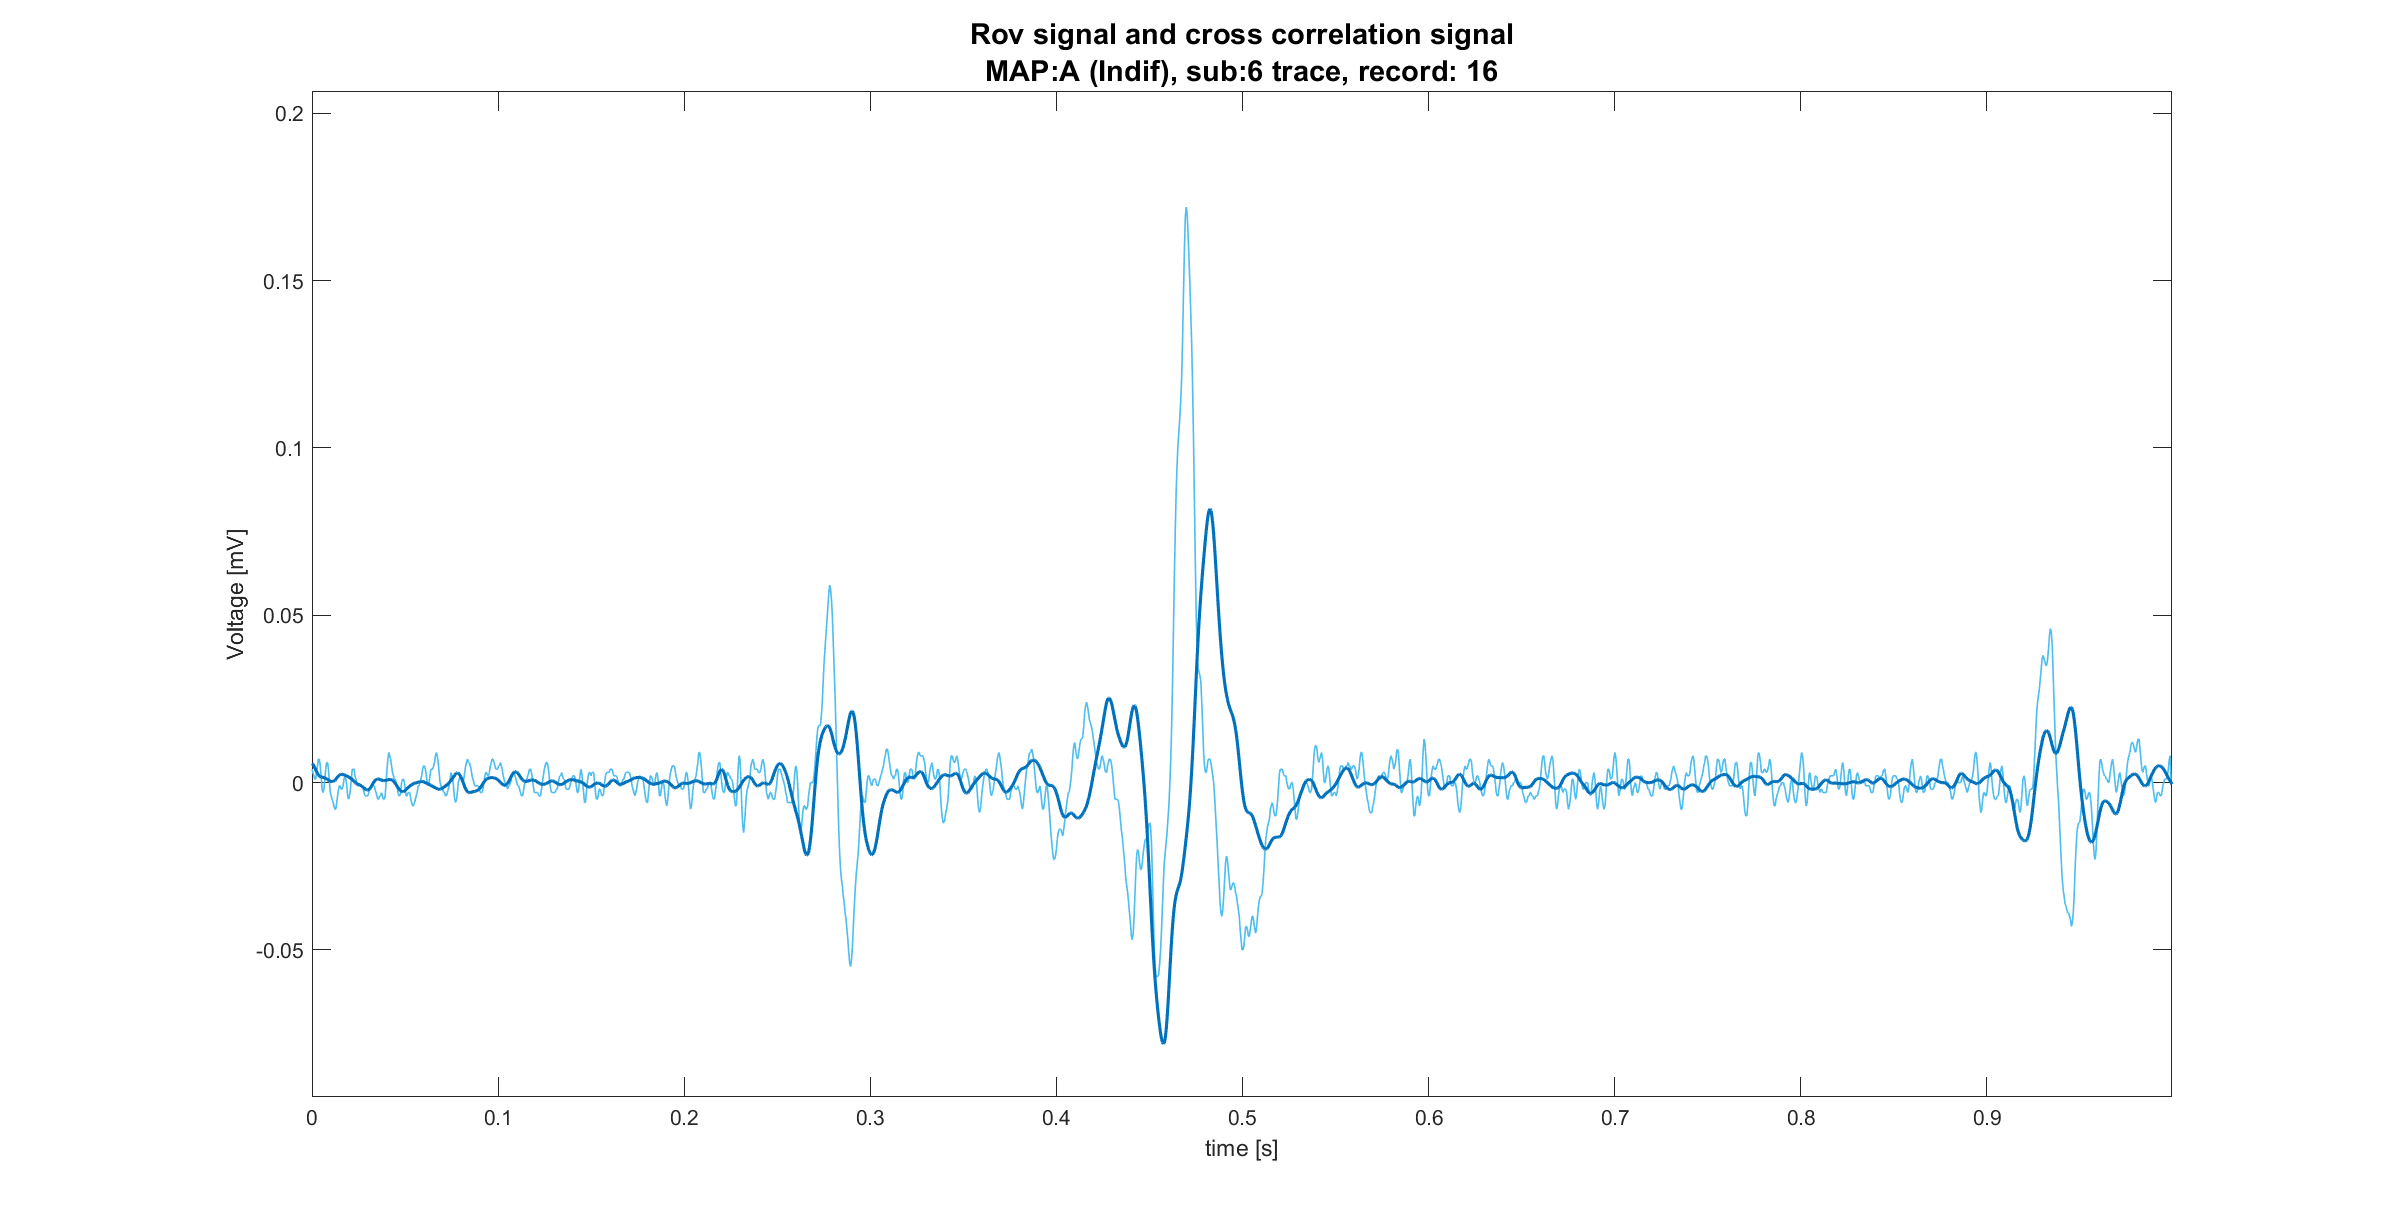 Rov signal and cross correlation signal
MAP:A (Indif), sub:6 trace, record: 16
0.2
0.15
0.1
0.05
0
-0.05
Voltage [mV]
0 0.1 0.2 0.3 0.4 0.5 0.6 0.7 0.8 0.9
time [s]